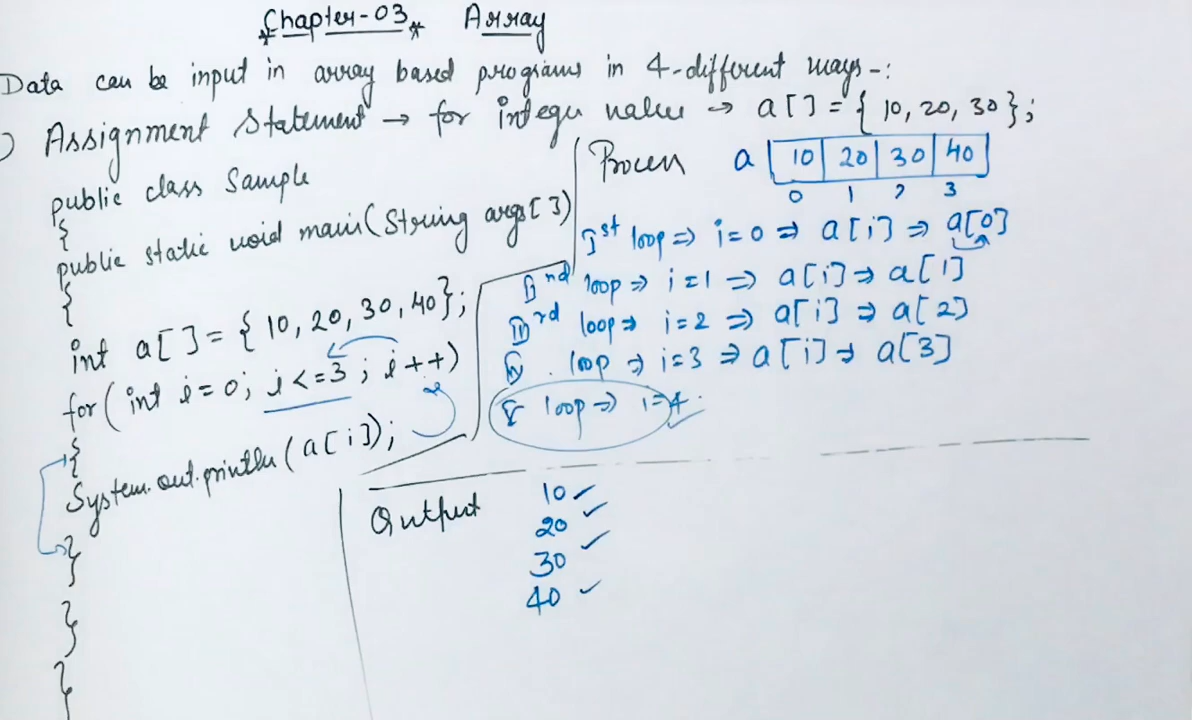 Chapter-03 Array
Data can be input in array based programs in 4-different ways-:
Assignment Statement → for integer value → a[] = { 10, 20, 30 };
public class Sample
{
public static void main(String args[])
{
int a[] = { 10, 20, 30, 40 };
for( int i=0; i<=3 ; i++)
{
System.out.println( a[i]);
}
}
}
Process a 10 20 30 40
0 1 2 3
Ist loop ⇒ i=0 ⇒ a[i] ⇒ a[0]
IInd loop ⇒ i=1 ⇒ a[i] ⇒ a[1]
IIIrd loop ⇒ i=2 ⇒ a[i] ⇒ a[2]
IV loop ⇒ i=3 ⇒ a[i] ⇒ a[3]
V loop ⇒ i=4
Output 10
20
30
40